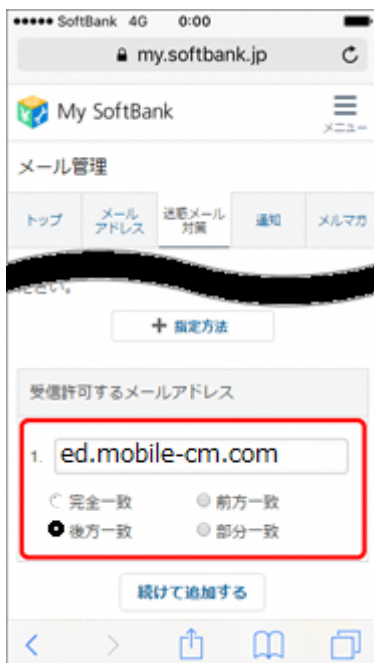 SoftBank 4G 0:00
my.softbank.jp
My SoftBank
メニュー
メール管理
トップ
メール
アドレス
迷惑メール
対策
通知
メルマガ
ださい。
+ 指定方法
受信許可するメールアドレス
1. ed.mobile-cm.com
完全一致 前方一致
後方一致 部分一致
続けて追加する